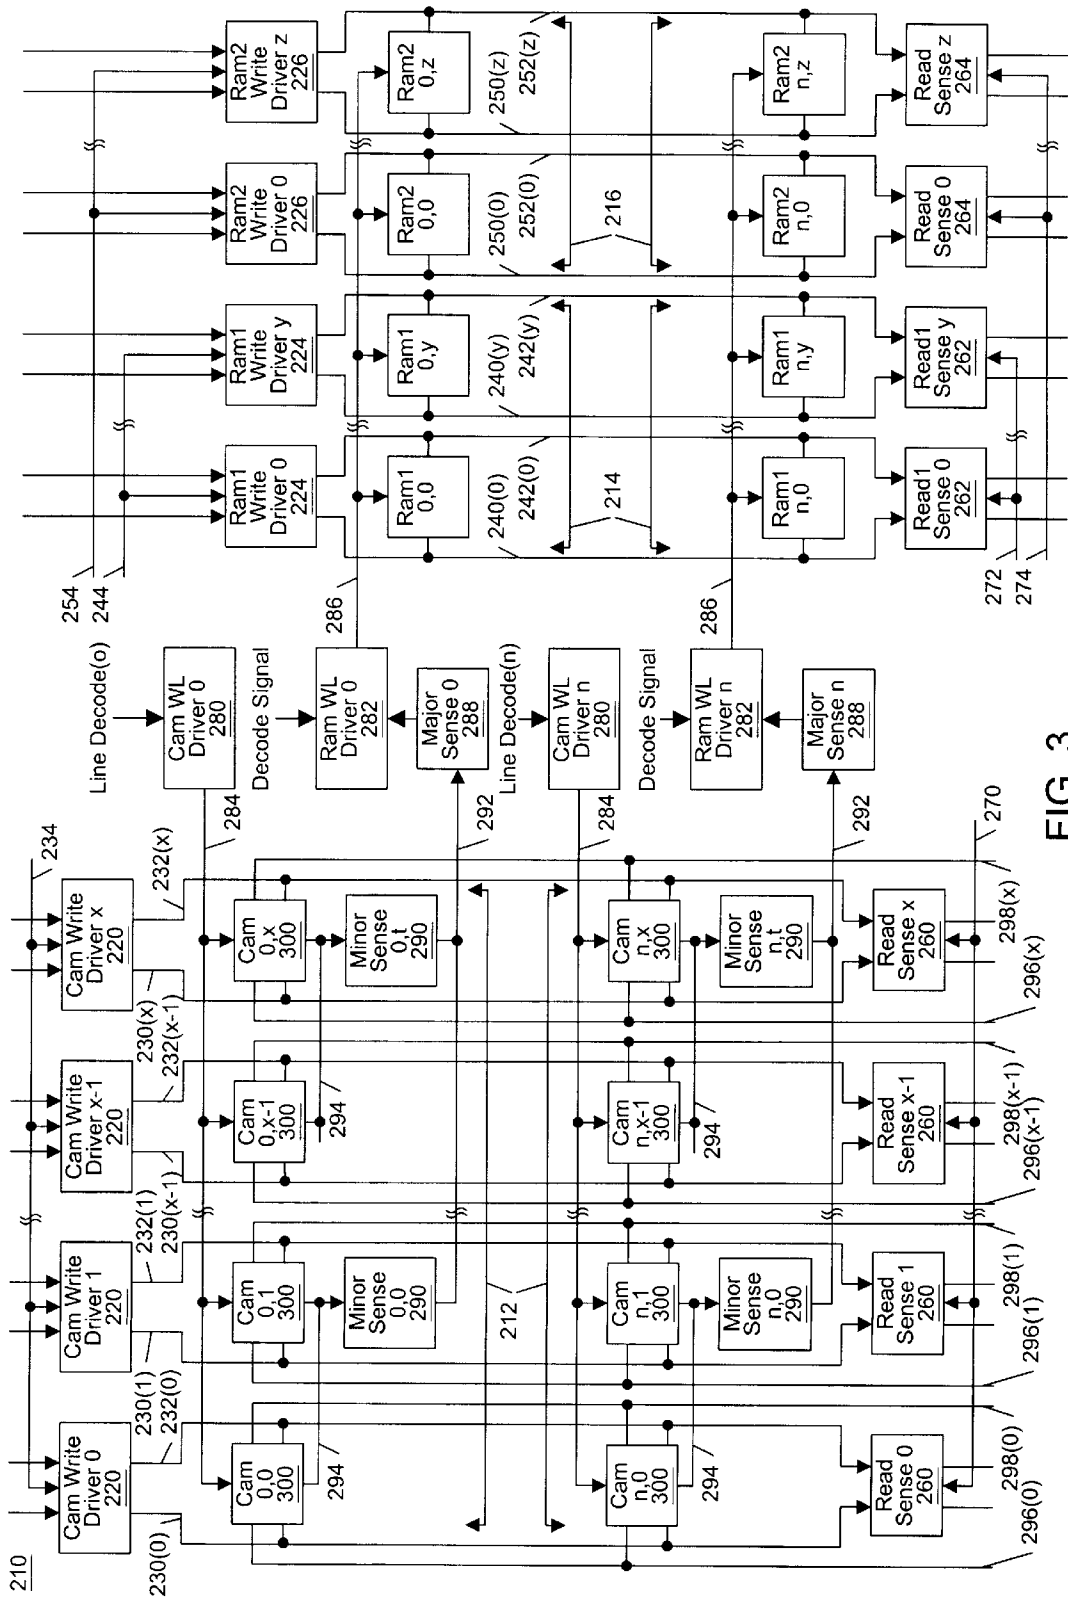 210
Cam Write
Driver 0
220
Cam Write
Driver 1
220
Cam Write
Driver x-1
220
Cam Write
Driver x
220
234
230(0)
230(1)
232(0)
232(1)
230(x-1)
230(x)
232(x-1)
232(x)
284
Cam
0,0
300
Cam
0,1
300
Cam
0,x-1
300
Cam
0,x
300
294
Minor
Sense
0,0
290
294
Minor
Sense
0,t
290
292
212
284
Cam
n,0
300
Cam
n,1
300
Cam
n,x-1
300
Cam
n,x
300
294
Minor
Sense
n,0
290
294
Minor
Sense
n,t
290
292
Read
Sense 0
260
Read
Sense 1
260
Read
Sense x-1
260
Read
Sense x
260
270
298(0)
296(0)
298(1)
296(1)
298(x-1)
296(x-1)
298(x)
296(x)
Line Decode(o)
Cam WL
Driver 0
280
Decode Signal
Ram WL
Driver 0
282
Major
Sense 0
288
Line Decode(n)
Cam WL
Driver n
280
Decode Signal
Ram WL
Driver n
282
Major
Sense n
288
254
244
Ram1
Write
Driver 0
224
Ram1
Write
Driver y
224
Ram2
Write
Driver 0
226
Ram2
Write
Driver z
226
286
Ram1
0,0
Ram1
0,y
Ram2
0,0
Ram2
0,z
240(0)
242(0)
240(y)
242(y)
250(0)
252(0)
250(z)
252(z)
214
216
286
Ram1
n,0
Ram1
n,y
Ram2
n,0
Ram2
n,z
Read1
Sense 0
262
Read1
Sense y
262
Read
Sense 0
264
Read
Sense z
264
272
274
FIG. 3